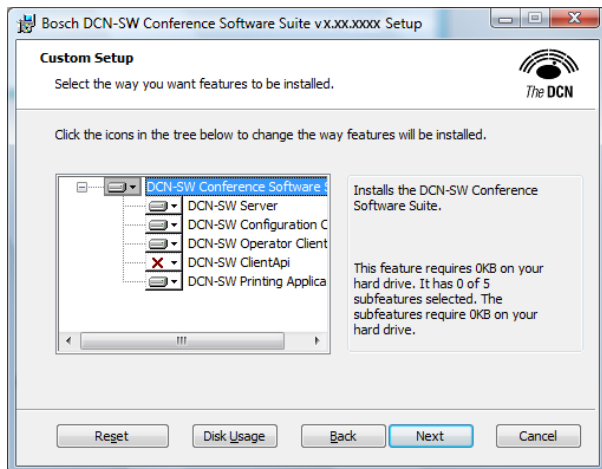 Bosch DCN-SW Conference Software Suite vx.xx.xxxx Setup
Custom Setup
Select the way you want features to be installed.
The DCN
Click the icons in the tree below to change the way features will be installed.
DCN-SW Conference Software S
DCN-SW Server
DCN-SW Configuration C
DCN-SW Operator Client
DCN-SW ClientApi
DCN-SW Printing Applica
Installs the DCN-SW Conference
Software Suite.
This feature requires 0KB on your
hard drive. It has 0 of 5
subfeatures selected. The
subfeatures require 0KB on your
hard drive.
Reset
Disk Usage
Back
Next
Cancel